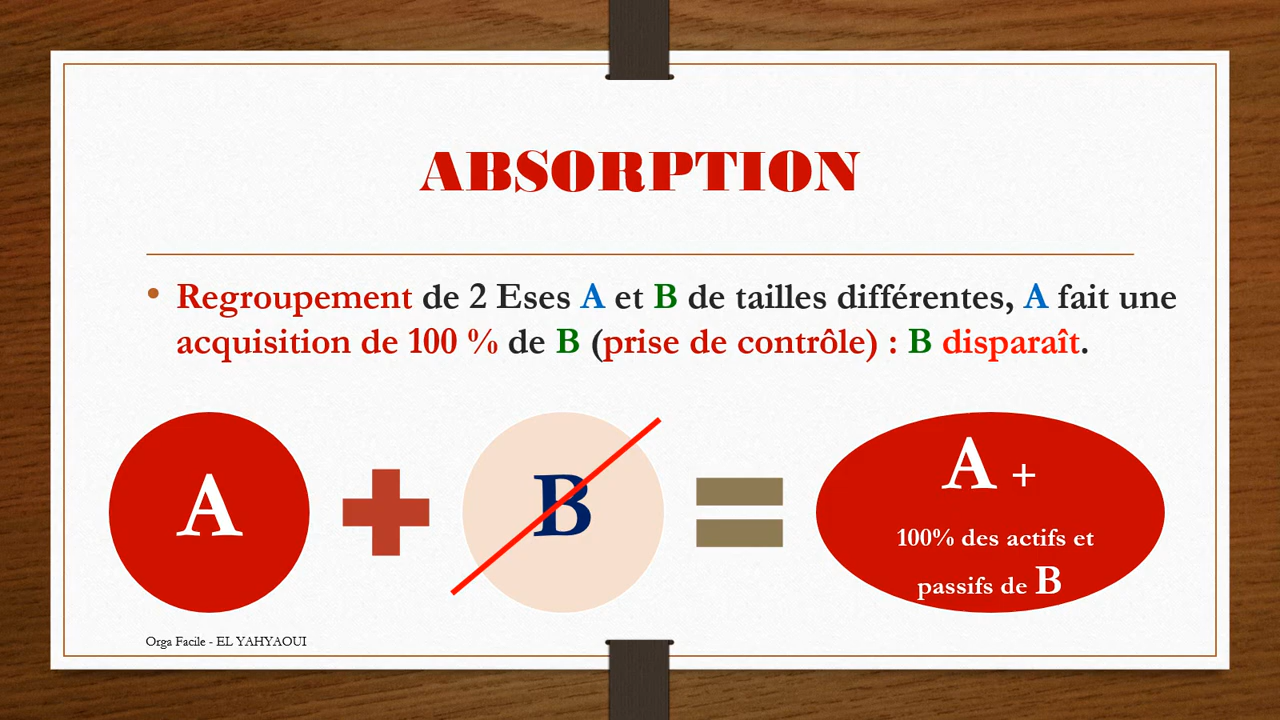 ABSORPTION
• Regroupement de 2 Eses A et B de tailles différentes, A fait une
acquisition de 100 % de B (prise de contrôle) : B disparaît.
A
B
A +
100% des actifs et
passifs de B
Orga Facile - EL YAHYAOUI